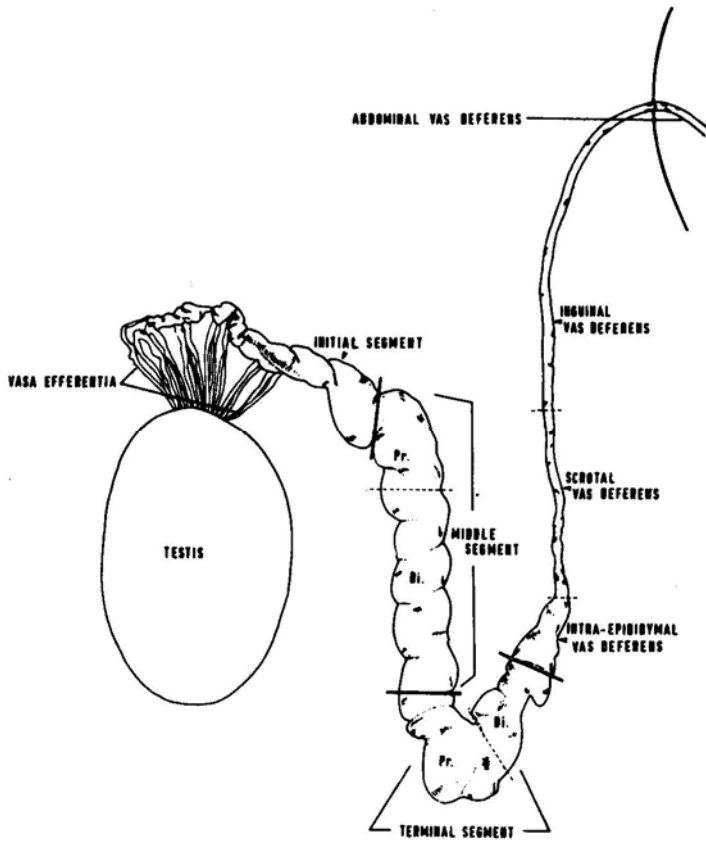 ABDOMINAL VAS DEFERENS
INGUINAL
VAS DEFERENS
INITIAL SEGMENT
VASA EFFERENTIA
Pr.
SCROTAL
VAS DEFERENS
MIDDLE
SEGMENT
TESTIS
Di.
INTRA-EPIDIDYMAL
VAS DEFERENS
Di.
Pr.
TERMINAL SEGMENT